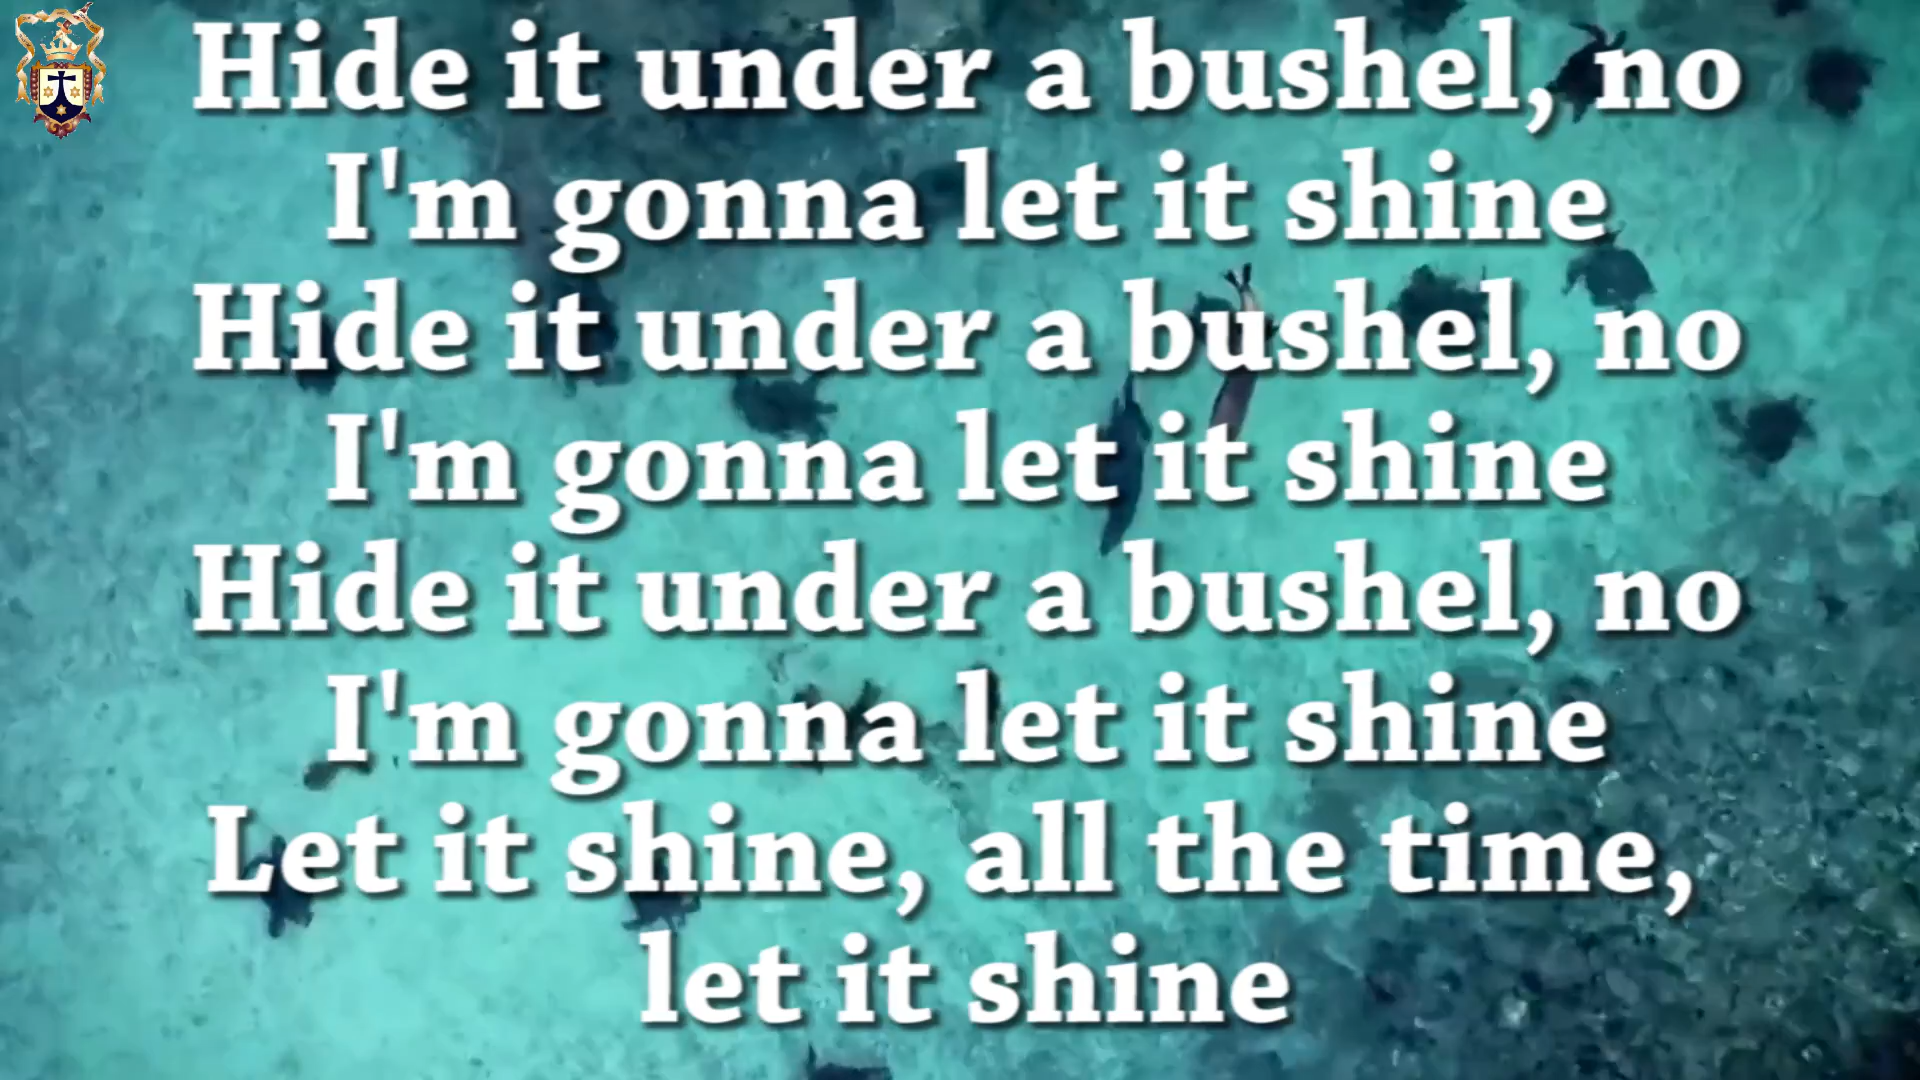 Hide it under a bushel, no
I'm gonna let it shine
Hide it under a bushel, no
I'm gonna let it shine
Hide it under a bushel, no
I'm gonna let it shine
Let it shine, all the time,
let it shine